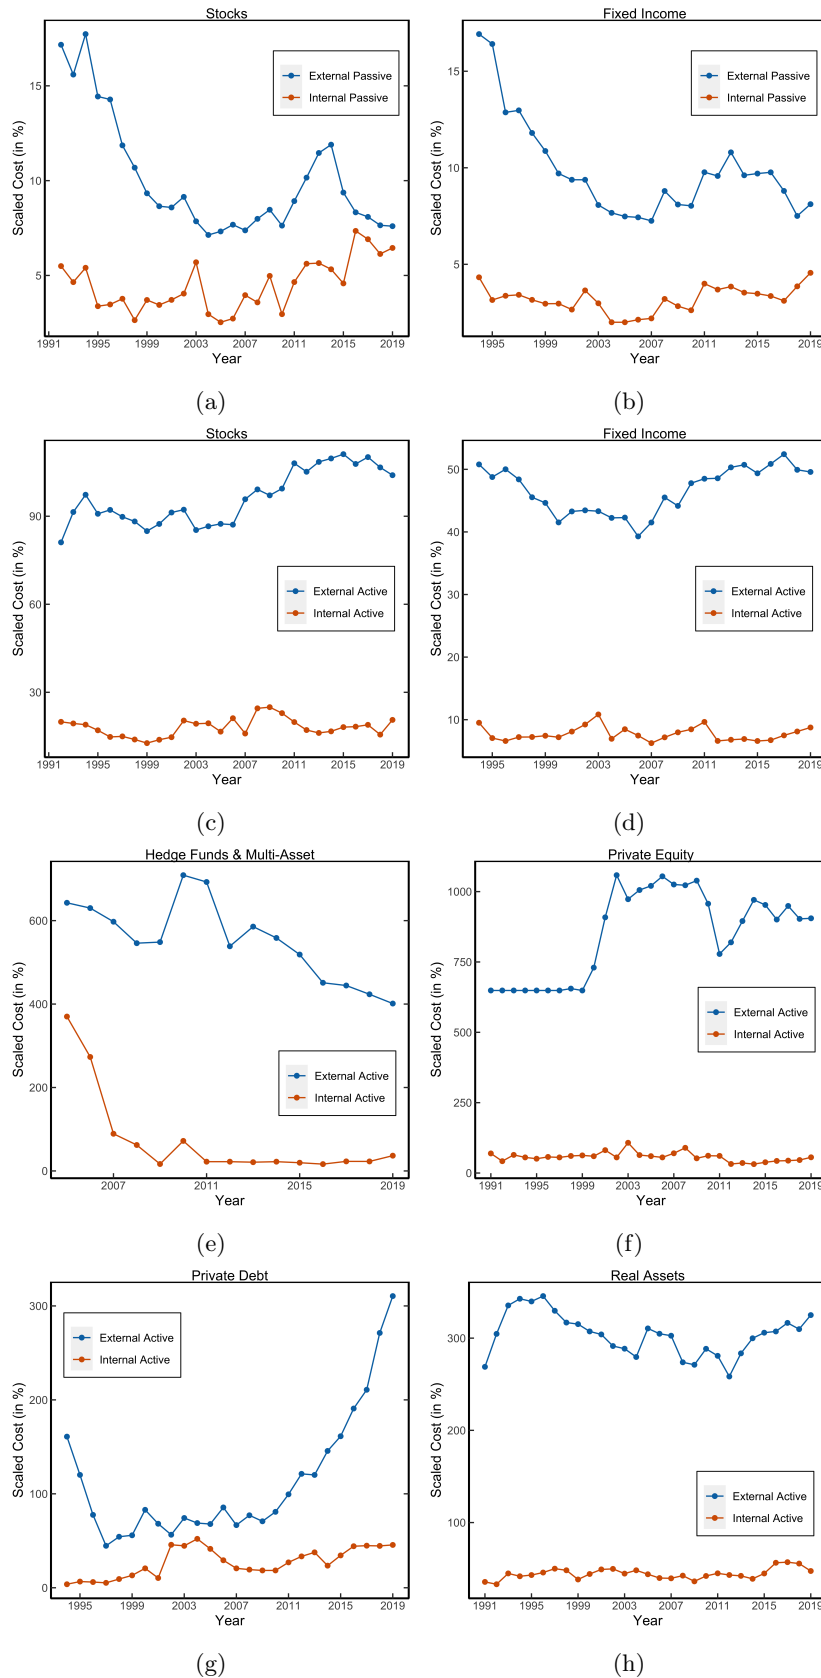 Stocks
Scaled Cost (in %)
15
10
5
External Passive
Internal Passive
1991 1995 1999 2003 2007 2011 2015 2019
Year
(a)
Fixed Income
Scaled Cost (in %)
15
10
5
External Passive
Internal Passive
1995 1999 2003 2007 2011 2015 2019
Year
(b)
Stocks
Scaled Cost (in %)
90
60
30
External Active
Internal Active
1991 1995 1999 2003 2007 2011 2015 2019
Year
(c)
Fixed Income
Scaled Cost (in %)
50
40
30
20
10
External Active
Internal Active
1995 1999 2003 2007 2011 2015 2019
Year
(d)
Hedge Funds & Multi-Asset
Scaled Cost (in %)
600
400
200
0
External Active
Internal Active
2007 2011 2015 2019
Year
(e)
Private Equity
Scaled Cost (in %)
1000
750
500
250
0
External Active
Internal Active
1991 1995 1999 2003 2007 2011 2015 2019
Year
(f)
Private Debt
Scaled Cost (in %)
300
200
100
0
External Active
Internal Active
1995 1999 2003 2007 2011 2015 2019
Year
(g)
Real Assets
Scaled Cost (in %)
300
200
100
External Active
Internal Active
1991 1995 1999 2003 2007 2011 2015 2019
Year
(h)